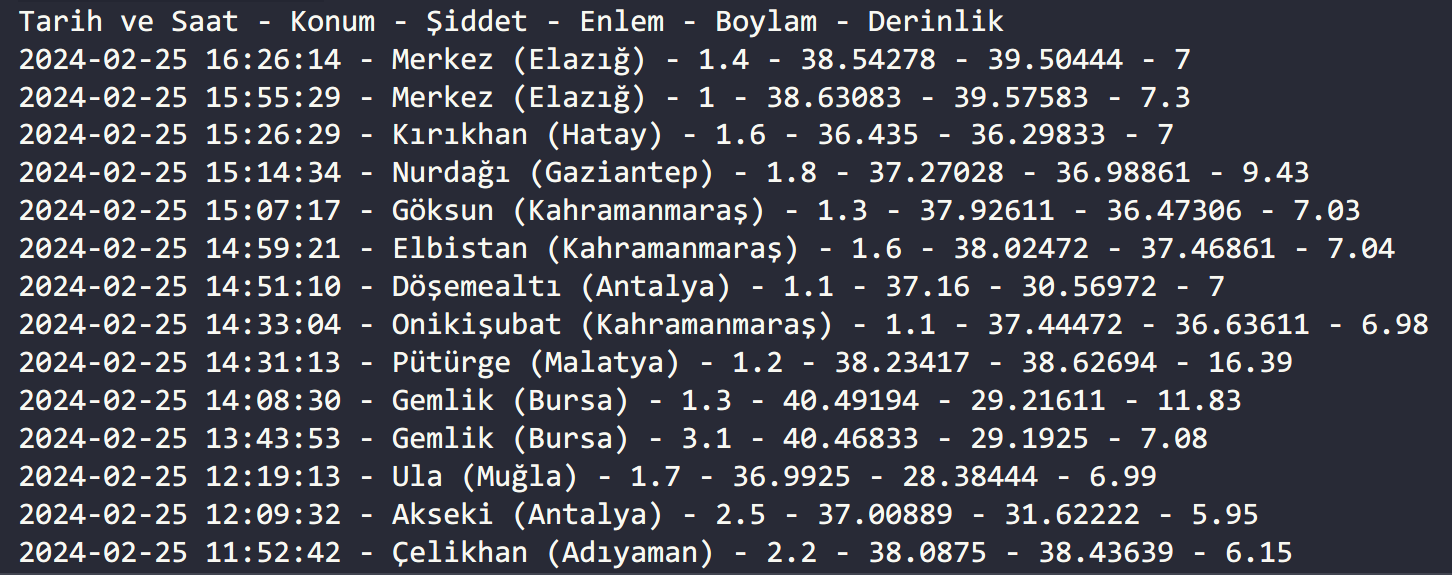 Tarih ve Saat - Konum - Şiddet - Enlem - Boylam - Derinlik
2024-02-25 16:26:14 - Merkez (Elazığ) - 1.4 - 38.54278 - 39.50444 - 7
2024-02-25 15:55:29 - Merkez (Elazığ) - 1 - 38.63083 - 39.57583 - 7.3
2024-02-25 15:26:29 - Kırıkhan (Hatay) - 1.6 - 36.435 - 36.29833 - 7
2024-02-25 15:14:34 - Nurdağı (Gaziantep) - 1.8 - 37.27028 - 36.98861 - 9.43
2024-02-25 15:07:17 - Göksun (Kahramanmaraş) - 1.3 - 37.92611 - 36.47306 - 7.03
2024-02-25 14:59:21 - Elbistan (Kahramanmaraş) - 1.6 - 38.02472 - 37.46861 - 7.04
2024-02-25 14:51:10 - Döşemealtı (Antalya) - 1.1 - 37.16 - 30.56972 - 7
2024-02-25 14:33:04 - Onikişubat (Kahramanmaraş) - 1.1 - 37.44472 - 36.63611 - 6.98
2024-02-25 14:31:13 - Pütürge (Malatya) - 1.2 - 38.23417 - 38.62694 - 16.39
2024-02-25 14:08:30 - Gemlik (Bursa) - 1.3 - 40.49194 - 29.21611 - 11.83
2024-02-25 13:43:53 - Gemlik (Bursa) - 3.1 - 40.46833 - 29.1925 - 7.08
2024-02-25 12:19:13 - Ula (Muğla) - 1.7 - 36.9925 - 28.38444 - 6.99
2024-02-25 12:09:32 - Akseki (Antalya) - 2.5 - 37.00889 - 31.62222 - 5.95
2024-02-25 11:52:42 - Çelikhan (Adıyaman) - 2.2 - 38.0875 - 38.43639 - 6.15